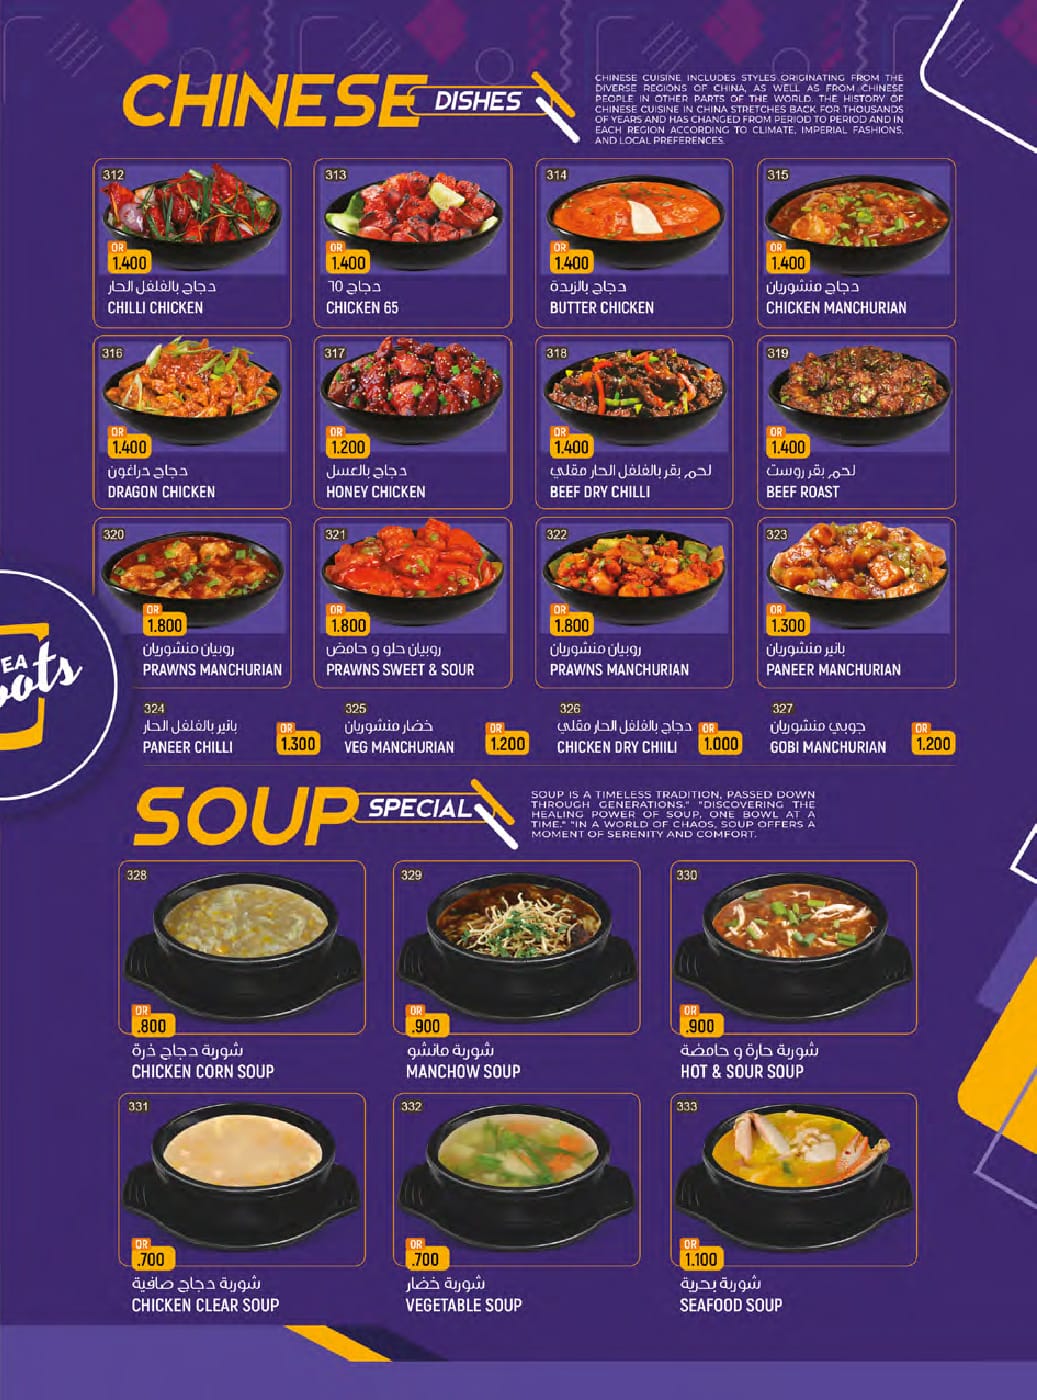 CHINESE
DISHES
CHINESE CUISINE INCLUDES STYLES ORIGINATING FROM THE
DIVERSE REGIONS OF CHINA, AS WELL AS FROM CHINESE
PEOPLE IN OTHER PARTS OF THE WORLD. THE HISTORY OF
CHINESE CUISINE IN CHINA STRETCHES BACK FOR THOUSANDS
OF YEARS AND HAS CHANGED FROM PERIOD TO PERIOD AND IN
EACH REGION ACCORDING TO CLIMATE, IMPERIAL FASHIONS,
AND LOCAL PREFERENCES.
312
OR
1.400
دجاج بالفلفل الحار
CHILLI CHICKEN
313
OR
1.400
دجاج ٦٥
CHICKEN 65
314
OR
1.400
دجاج بالزبدة
BUTTER CHICKEN
315
OR
1.400
دجاج منشوريان
CHICKEN MANCHURIAN
316
OR
1.400
دجاج دراغون
DRAGON CHICKEN
317
OR
1.200
دجاج بالعسل
HONEY CHICKEN
318
OR
1.400
لحم بقر بالفلفل الحار مقلي
BEEF DRY CHILLI
319
OR
1.400
لحم بقر روست
BEEF ROAST
320
OR
1.800
روبيان منشوريان
PRAWNS MANCHURIAN
321
OR
1.800
روبيان حلو و حامض
PRAWNS SWEET & SOUR
322
OR
1.800
روبيان منشوريان
PRAWNS MANCHURIAN
323
OR
1.300
بانير منشوريان
PANEER MANCHURIAN
324
بانير بالفلفل الحار
PANEER CHILLI
OR
1.300
325
خضار منشوريان
VEG MANCHURIAN
OR
1.200
326
دجاج بالفلفل الحار مقلي
CHICKEN DRY CHIILI
OR
1.000
327
جوبي منشوريان
GOBI MANCHURIAN
OR
1.200
SOUP
SPECIAL
SOUP IS A TIMELESS TRADITION, PASSED DOWN
THROUGH GENERATIONS." "DISCOVERING THE
HEALING POWER OF SOUP, ONE BOWL AT A
TIME." "IN A WORLD OF CHAOS, SOUP OFFERS A
MOMENT OF SERENITY AND COMFORT.
328
OR
.800
شوربة دجاج ذرة
CHICKEN CORN SOUP
329
OR
.900
شوربة مانشو
MANCHOW SOUP
330
OR
.900
شوربة حارة و حامضة
HOT & SOUR SOUP
331
OR
.700
شوربة دجاج صافية
CHICKEN CLEAR SOUP
332
OR
.700
شوربة خضار
VEGETABLE SOUP
333
OR
1.100
شوربة بحرية
SEAFOOD SOUP